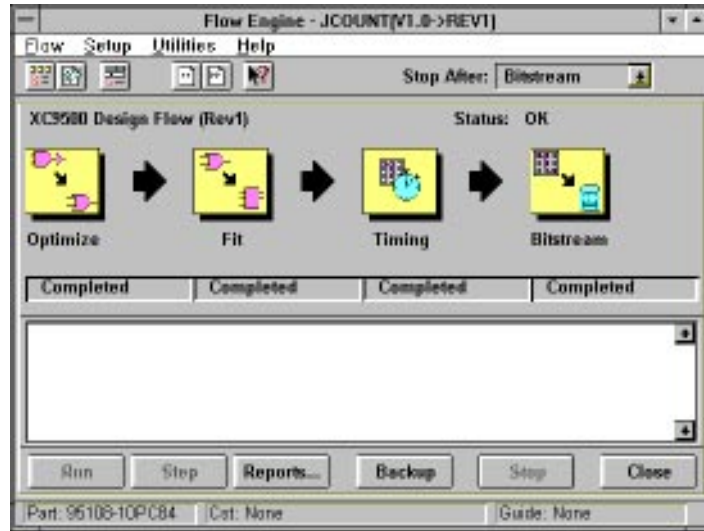 Flow Engine - JCOUNT(V1.0->REV1)
Flow Setup Utilities Help
Stop After: Bitstream
XC9500 Design Flow (Rev1) Status: OK
Optimize Fit Timing Bitstream
Completed Completed Completed Completed
Run Step Reports... Backup Stop Close
Part: 95108-10PC84 Cst: None Guide: None